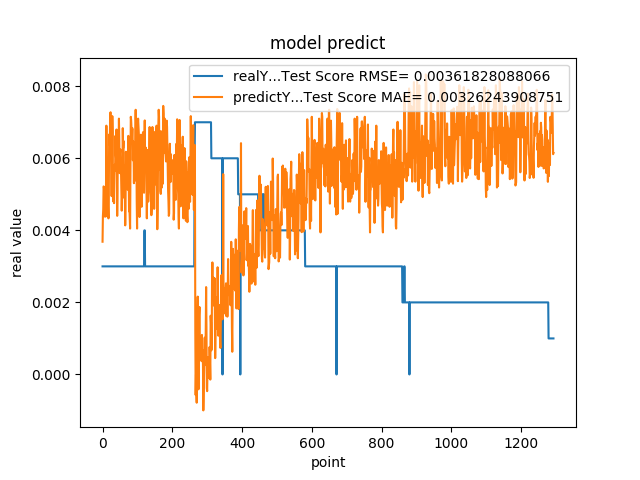 model predict
realY...Test Score RMSE= 0.00361828088066
predictY...Test Score MAE= 0.00326243908751
0.008
0.006
0.004
0.002
0.000
real value
0 200 400 600 800 1000 1200
point